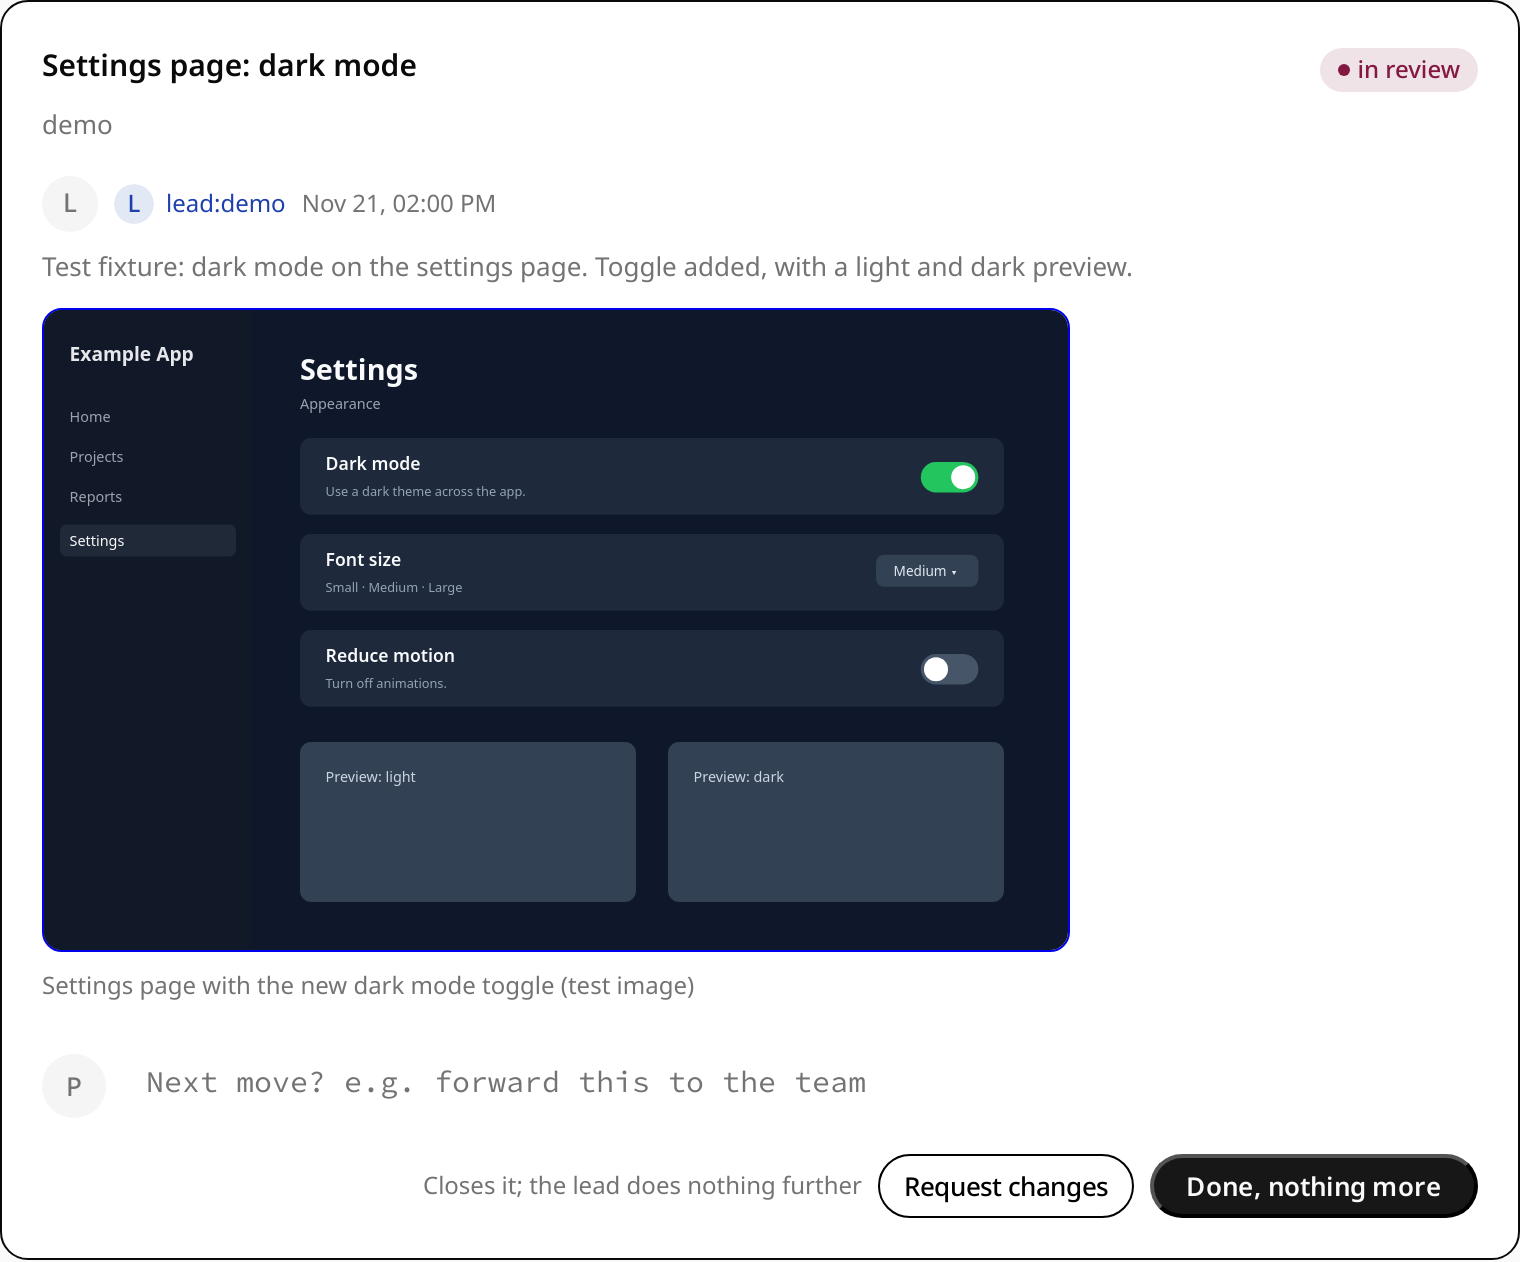 Settings page: dark mode
in review
demo
L
L lead:demo Nov 21, 02:00 PM
Test fixture: dark mode on the settings page. Toggle added, with a light and dark preview.
Example App
Home
Projects
Reports
Settings
Settings
Appearance
Dark mode
Use a dark theme across the app.
Font size
Small · Medium · Large
Medium ▾
Reduce motion
Turn off animations.
Preview: light
Preview: dark
Settings page with the new dark mode toggle (test image)
P
Next move? e.g. forward this to the team
Closes it; the lead does nothing further
Request changes
Done, nothing more